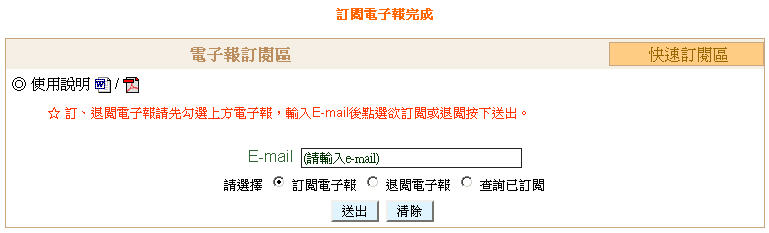 訂閱電子報完成
電子報訂閱區 快速訂閱區
◎ 使用說明 /
☆ 訂、退閱電子報請先勾選上方電子報，輸入E-mail後點選欲訂閱或退閱按下送出。
E-mail (請輸入e-mail)
請選擇 訂閱電子報 退閱電子報 查詢已訂閱
送出 清除